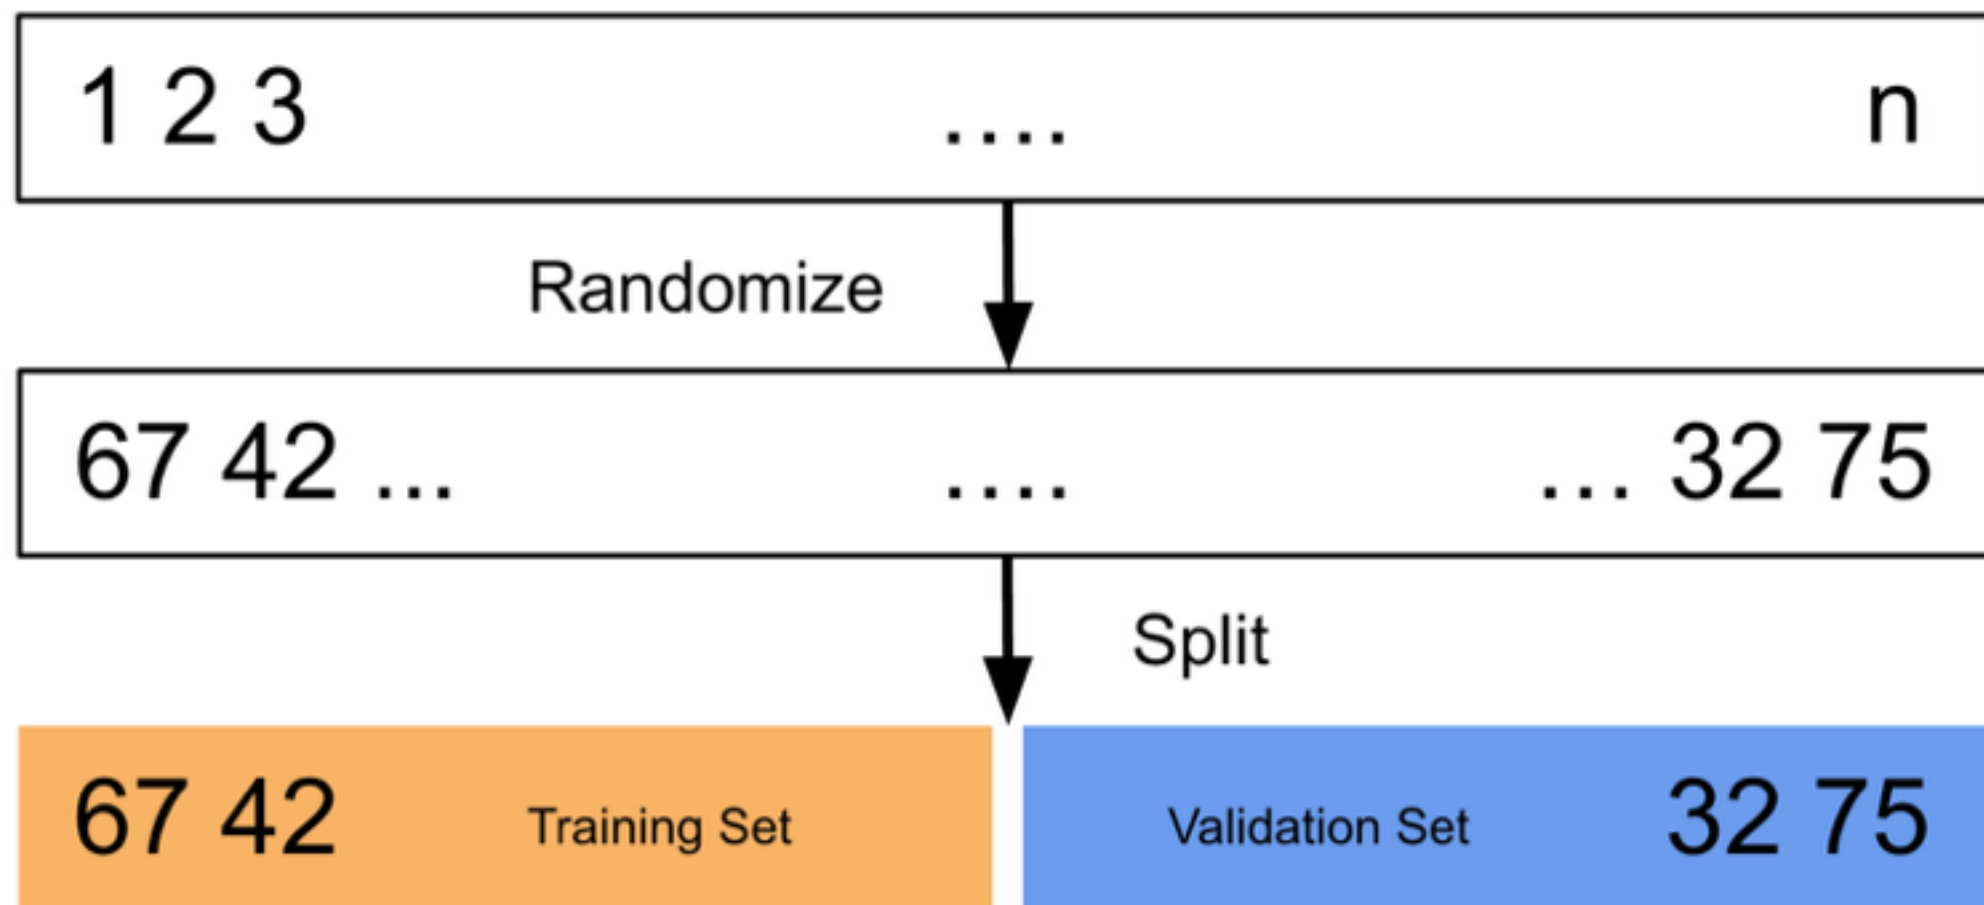 1 2 3 .... n
Randomize
67 42 ... .... ... 32 75
Split
67 42 Training Set Validation Set 32 75